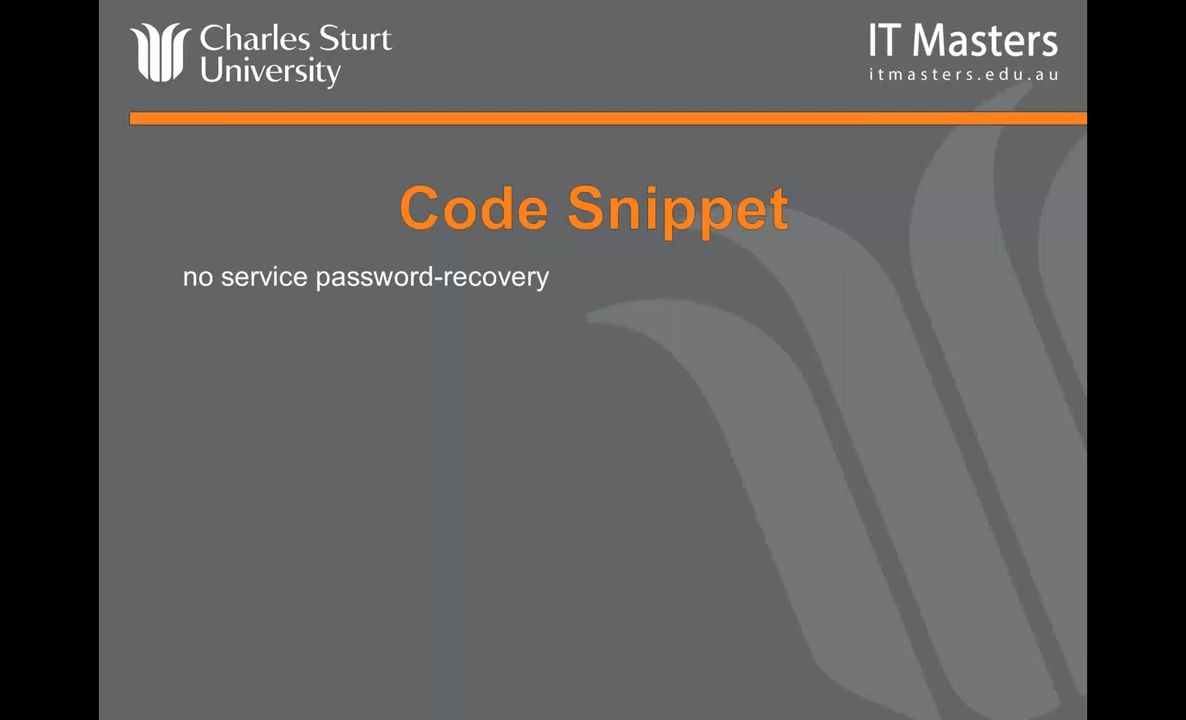 Charles Sturt
University
IT Masters
itmasters.edu.au
Code Snippet
no service password-recovery